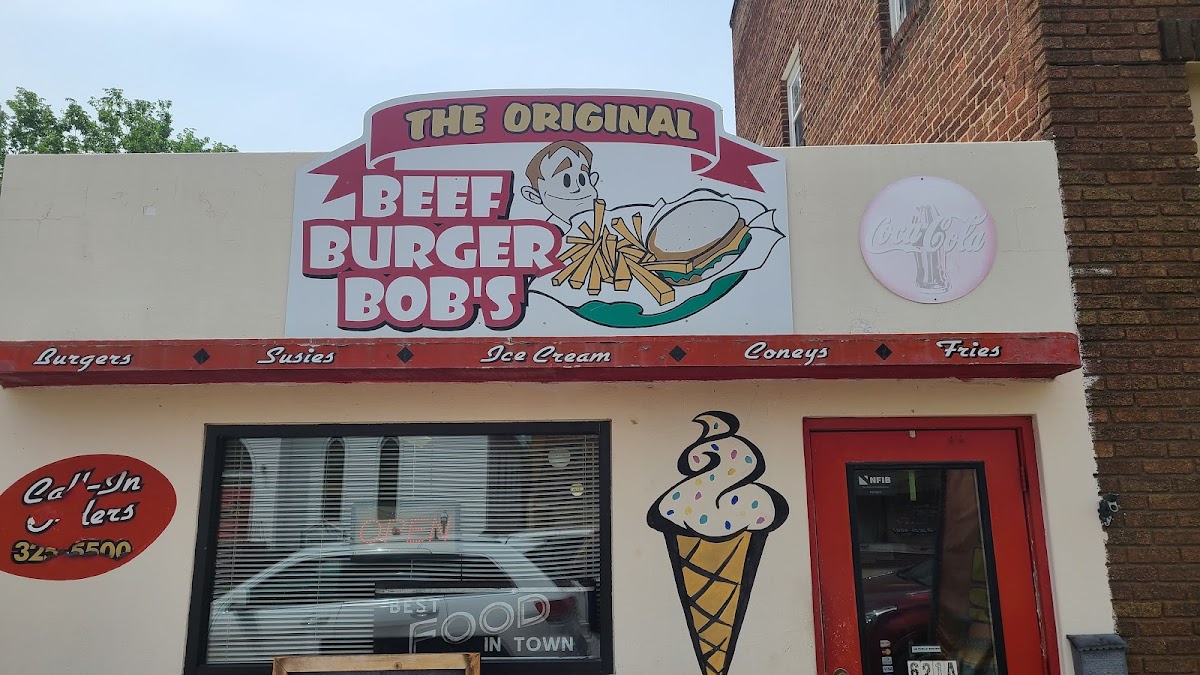 THE ORIGINAL
BEEF
BURGER
BOB'S
Coca-Cola
Burgers ◆ Susies ◆ Ice Cream ◆ Coneys ◆ Fries
Call-In
5500
NFIB
OPEN
BEST
FOOD
IN TOWN